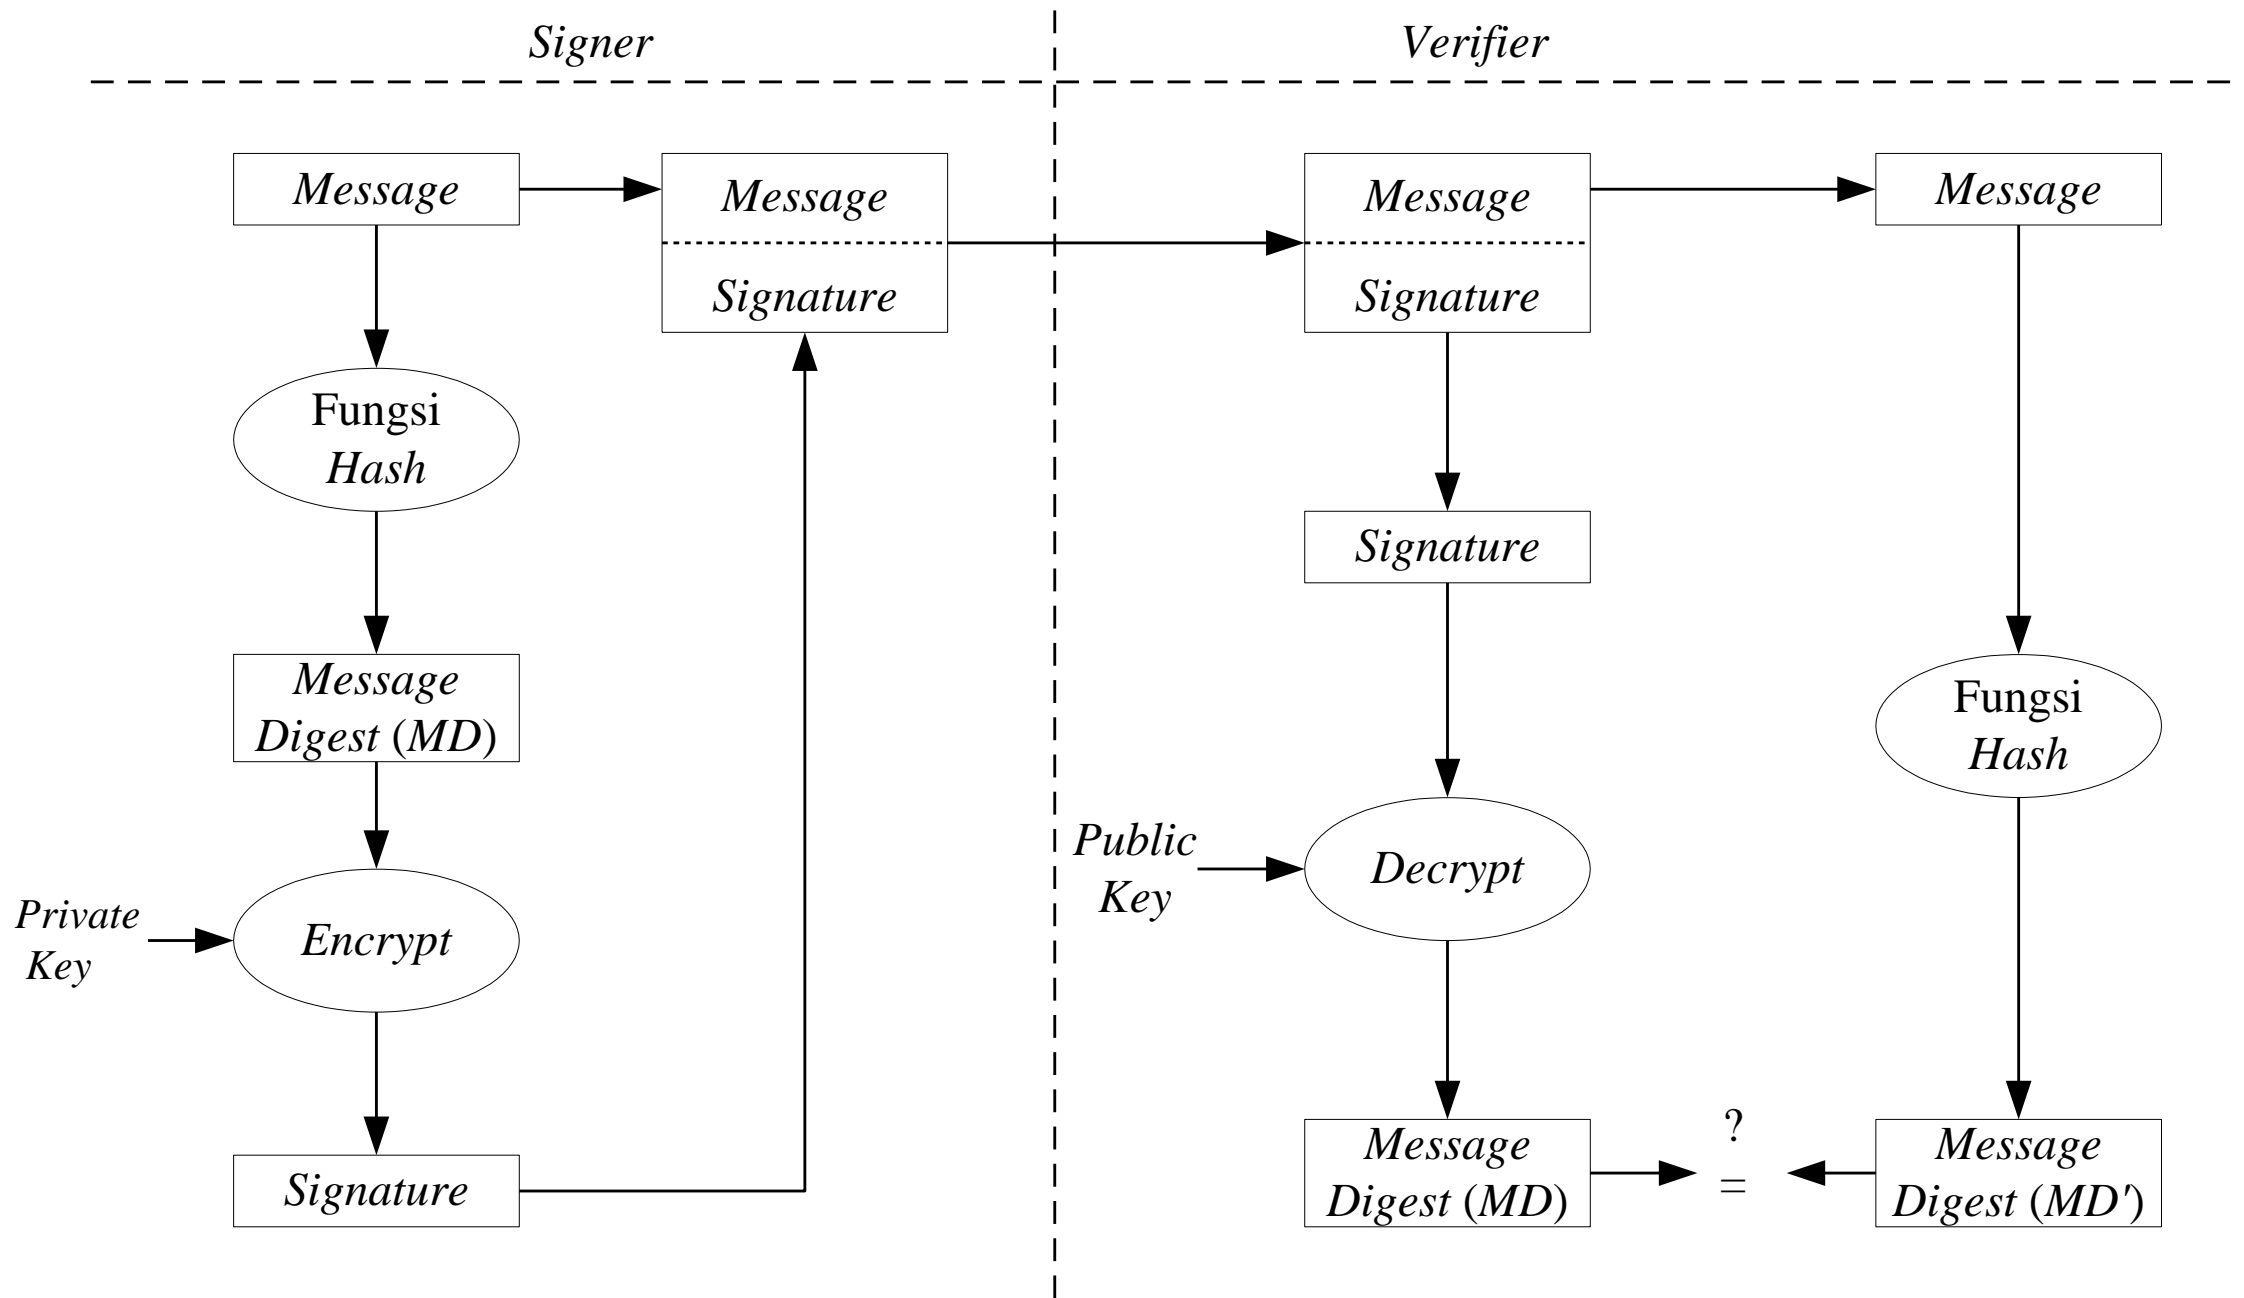 Signer
Verifier
Message
Message
Signature
Message
Signature
Message
Fungsi
Hash
Signature
Message
Digest (MD)
Fungsi
Hash
Private
Key
Encrypt
Public
Key
Decrypt
Signature
Message
Digest (MD)
?
=
Message
Digest (MD')